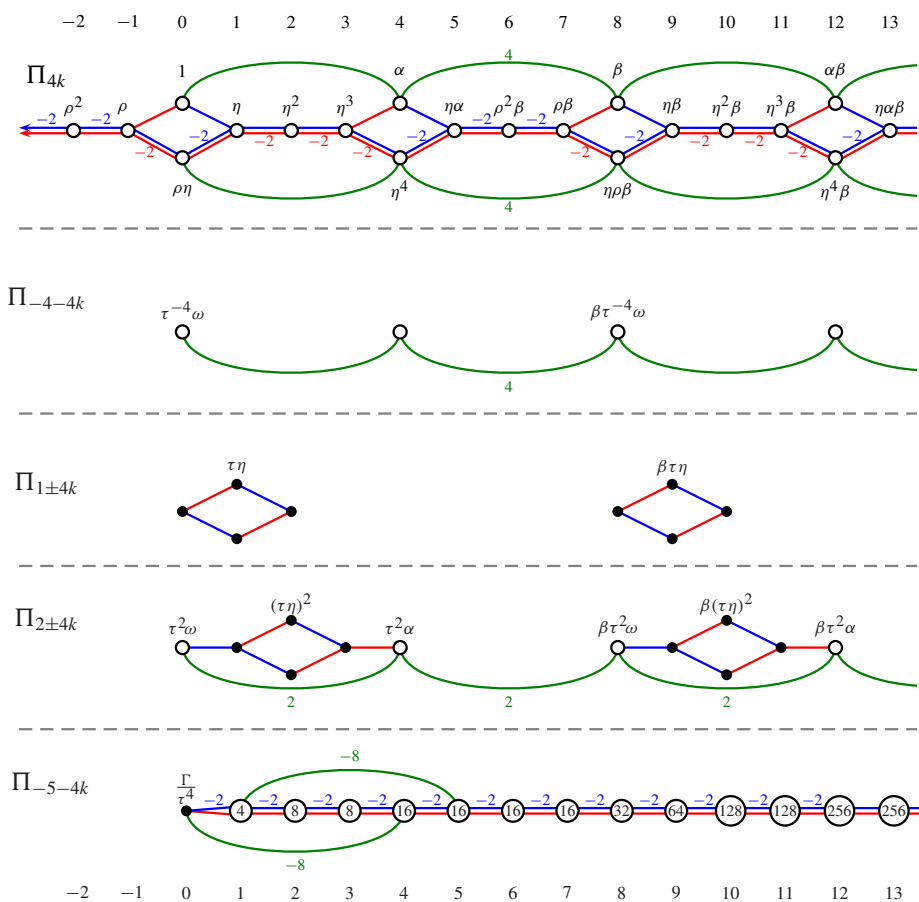 −2 −1 0 1 2 3 4 5 6 7 8 9 10 11 12 13
4
1 α β αβ
Π₄ₖ
ρ² ρ η η² η³ ηα ρ²β ρβ ηβ η²β η³β ηαβ
−2 −2 −2 −2 −2 −2 −2 −2 −2
−2 −2 −2 −2 −2 −2 −2 −2
ρη η⁴ ηρβ η⁴β
4
Π₋₄₋₄ₖ
τ⁻⁴ω βτ⁻⁴ω
4
τη βτη
Π₁±₄ₖ
(τη)² β(τη)²
Π₂±₄ₖ
τ²ω τ²α βτ²ω βτ²α
2 2 2
−8
Π₋₅₋₄ₖ
Γ
τ⁴
−2 −2 −2 −2 −2 −2 −2 −2 −2 −2 −2 −2
4 8 8 16 16 16 16 32 64 128 128 256 256
−8
−2 −1 0 1 2 3 4 5 6 7 8 9 10 11 12 13